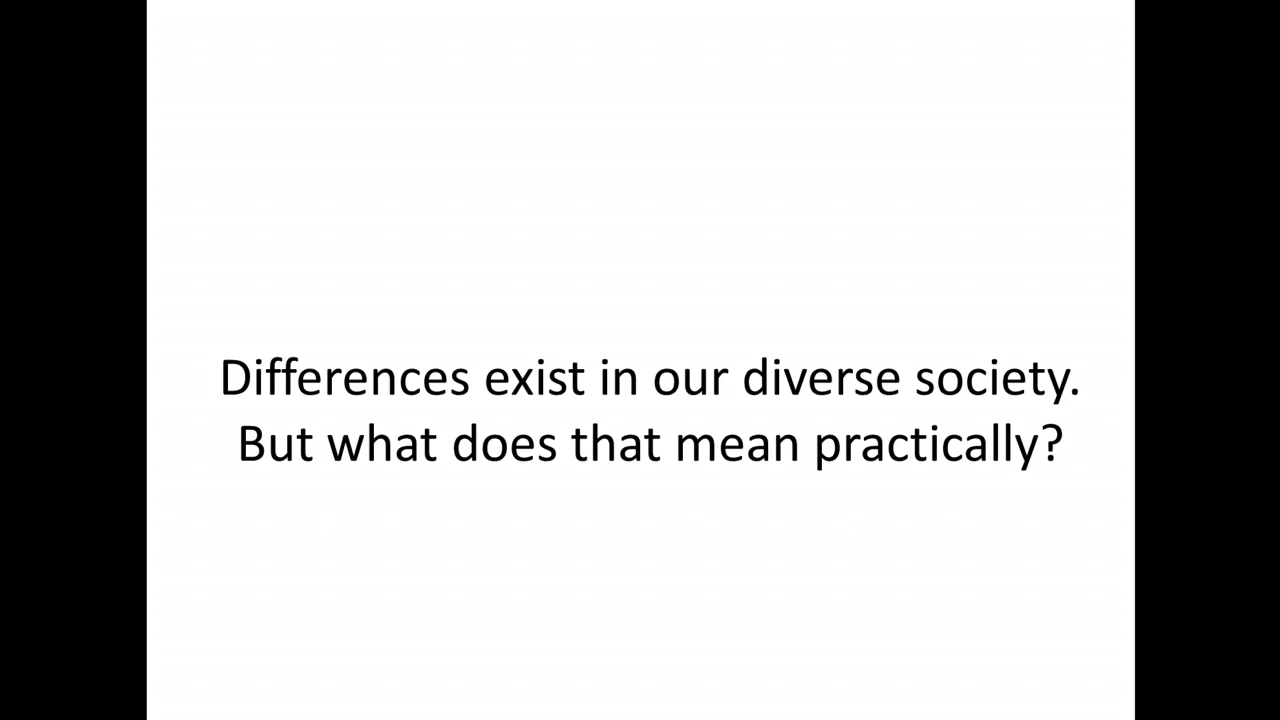 Differences exist in our diverse society.
But what does that mean practically?